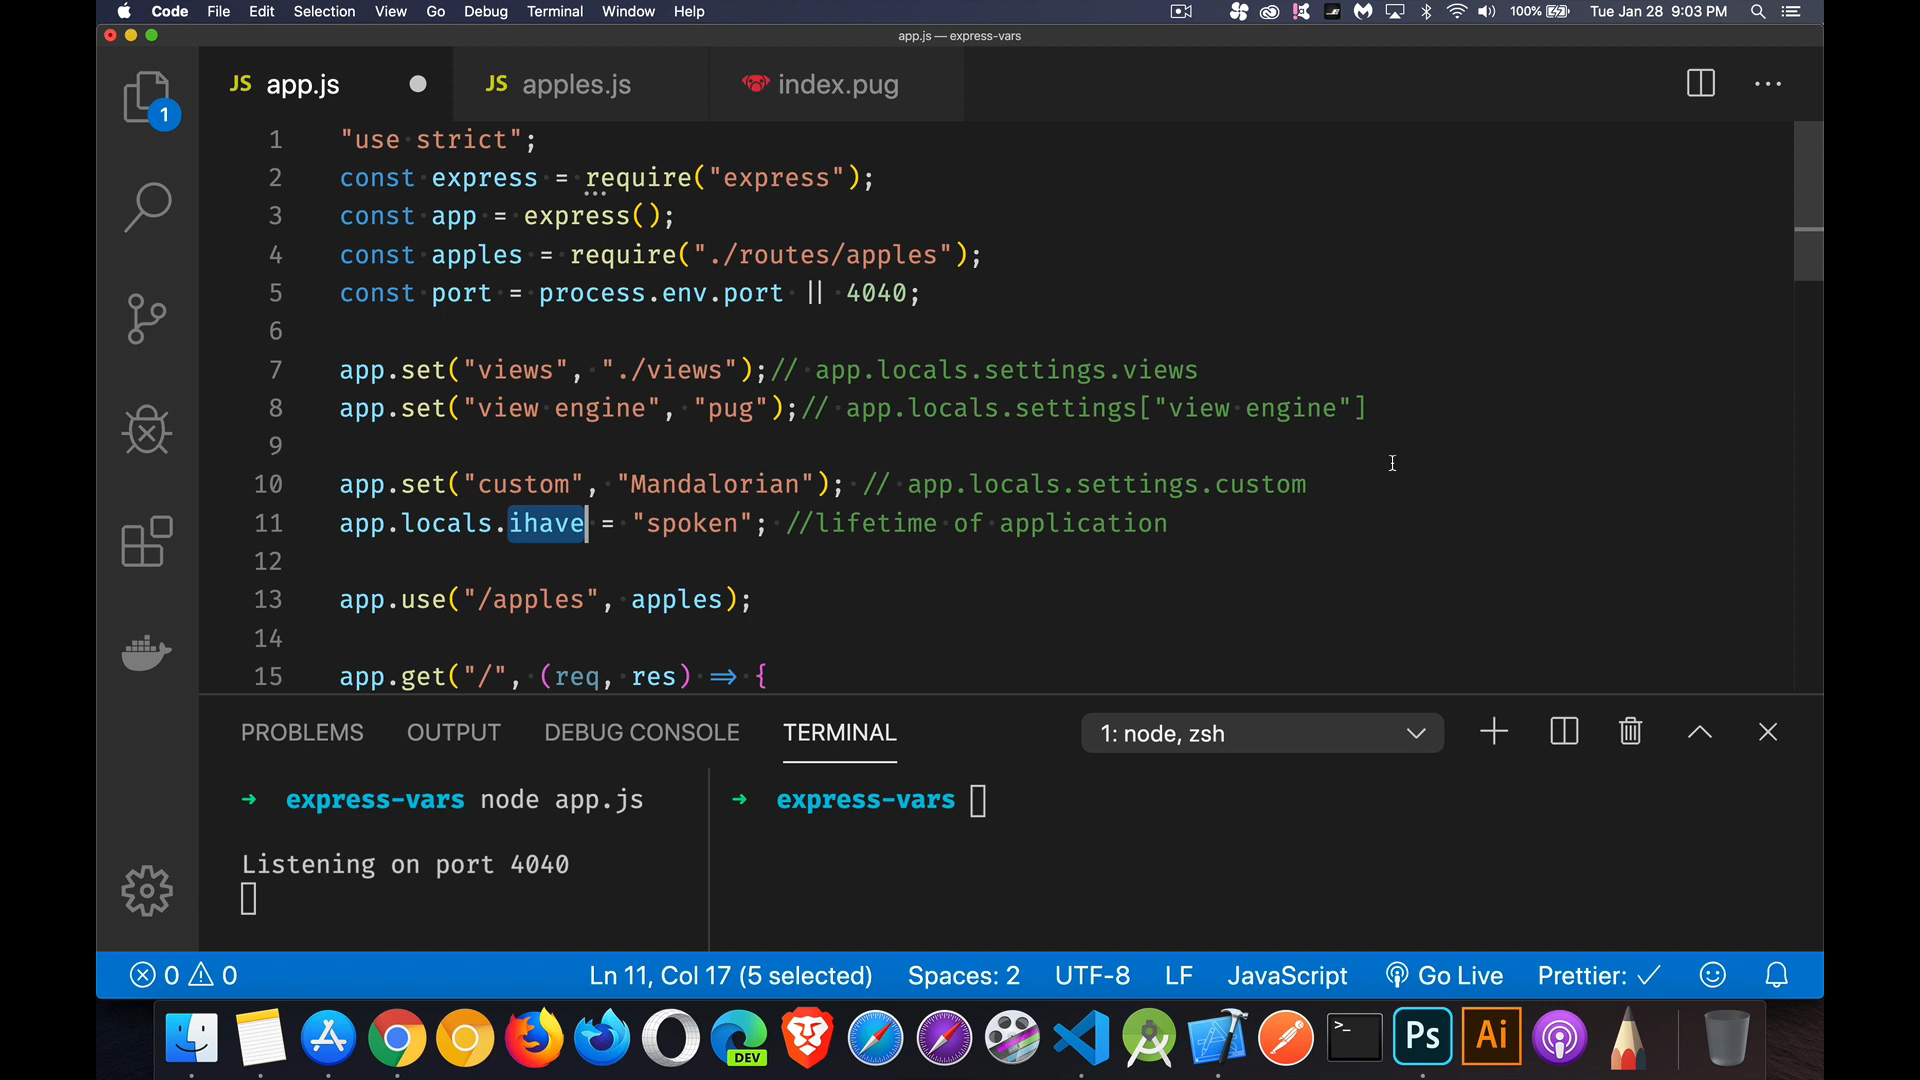 Code File Edit Selection View Go Debug Terminal Window Help 100% Tue Jan 28 9:03 PM
app.js — express-vars
JS app.js JS apples.js index.pug
1
1 "use strict";
2 const express = require("express");
3 const app = express();
4 const apples = require("./routes/apples");
5 const port = process.env.port || 4040;
6
7 app.set("views", "./views");// app.locals.settings.views
8 app.set("view engine", "pug");// app.locals.settings["view engine"]
9
10 app.set("custom", "Mandalorian"); // app.locals.settings.custom
11 app.locals.ihave = "spoken"; //lifetime of application
12
13 app.use("/apples", apples);
14
15 app.get("/", (req, res) => {
PROBLEMS OUTPUT DEBUG CONSOLE TERMINAL 1: node, zsh
➜ express-vars node app.js ➜ express-vars
Listening on port 4040
0 0 Ln 11, Col 17 (5 selected) Spaces: 2 UTF-8 LF JavaScript Go Live Prettier: ✓
DEV >_ Ps Ai